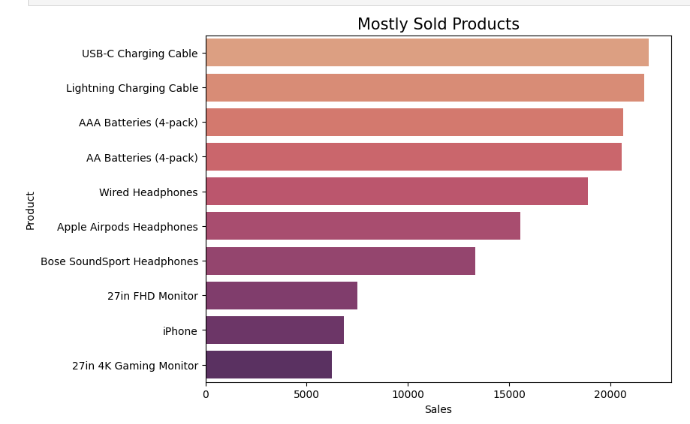 Mostly Sold Products
USB-C Charging Cable
Lightning Charging Cable
AAA Batteries (4-pack)
AA Batteries (4-pack)
Wired Headphones
Product
Apple Airpods Headphones
Bose SoundSport Headphones
27in FHD Monitor
iPhone
27in 4K Gaming Monitor
0 5000 10000 15000 20000
Sales